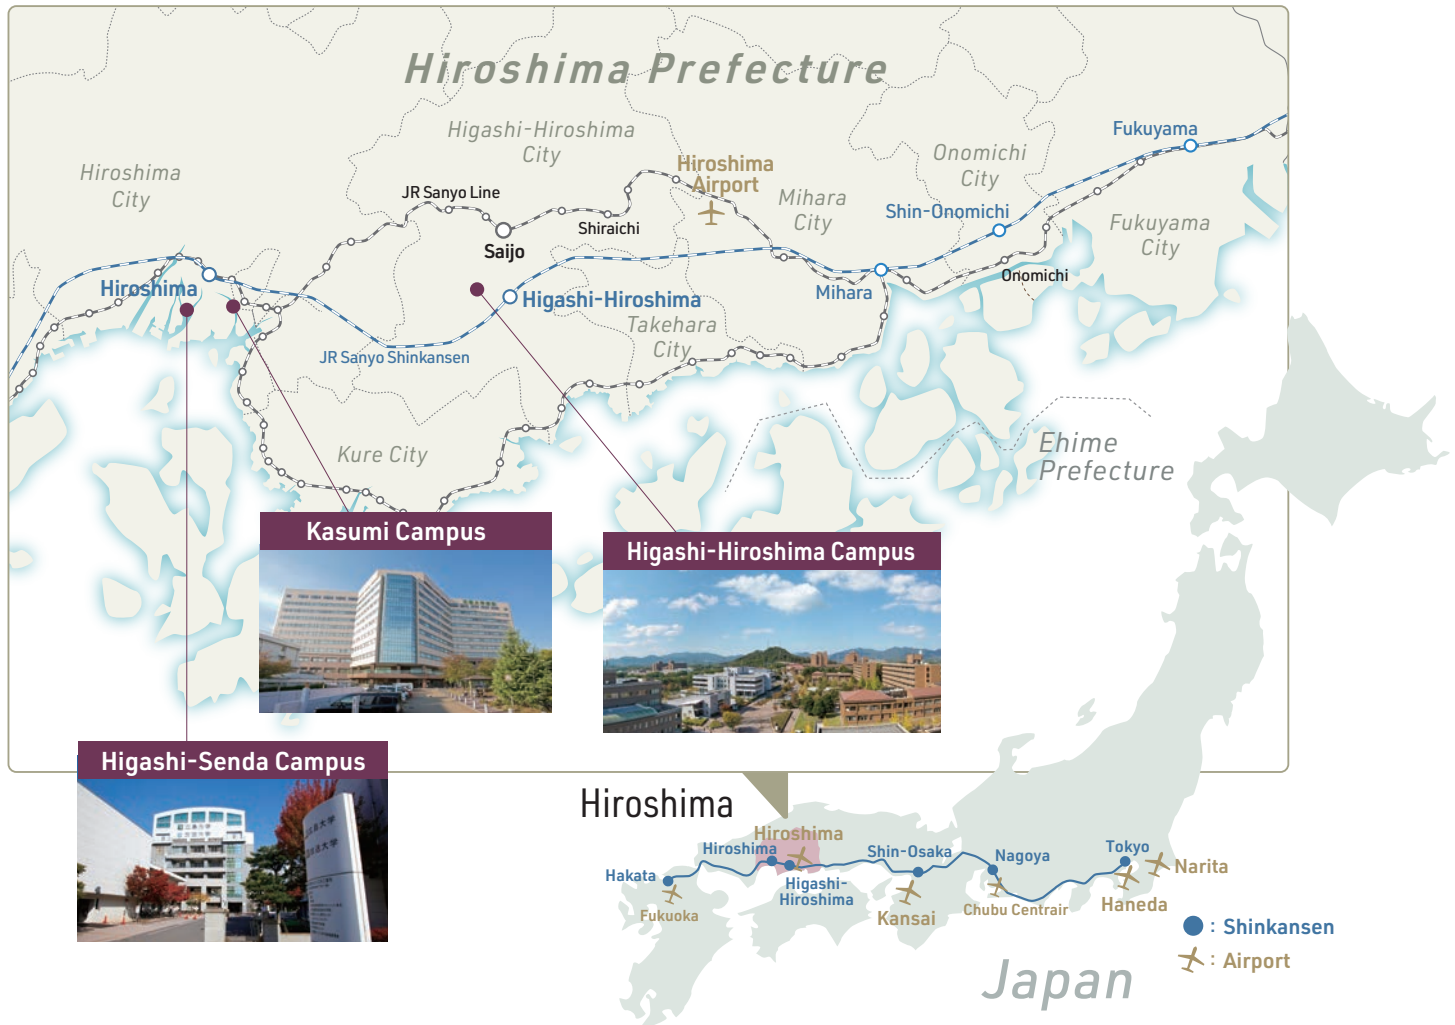 Hiroshima Prefecture
Higashi-Hiroshima
City
Hiroshima
City
JR Sanyo Line
Saijo
Shiraichi
Hiroshima
Airport
Mihara
City
Onomichi
City
Fukuyama
Shin-Onomichi
Fukuyama
City
Onomichi
Mihara
Hiroshima
Higashi-Hiroshima
Takehara
City
JR Sanyo Shinkansen
Kure City
Ehime
Prefecture
Kasumi Campus
Higashi-Hiroshima Campus
Higashi-Senda Campus
Hiroshima
Hiroshima
Hiroshima
Higashi-
Hiroshima
Hakata
Fukuoka
Shin-Osaka
Kansai
Nagoya
Chubu Centrair
Tokyo
Narita
Haneda
: Shinkansen
: Airport
Japan